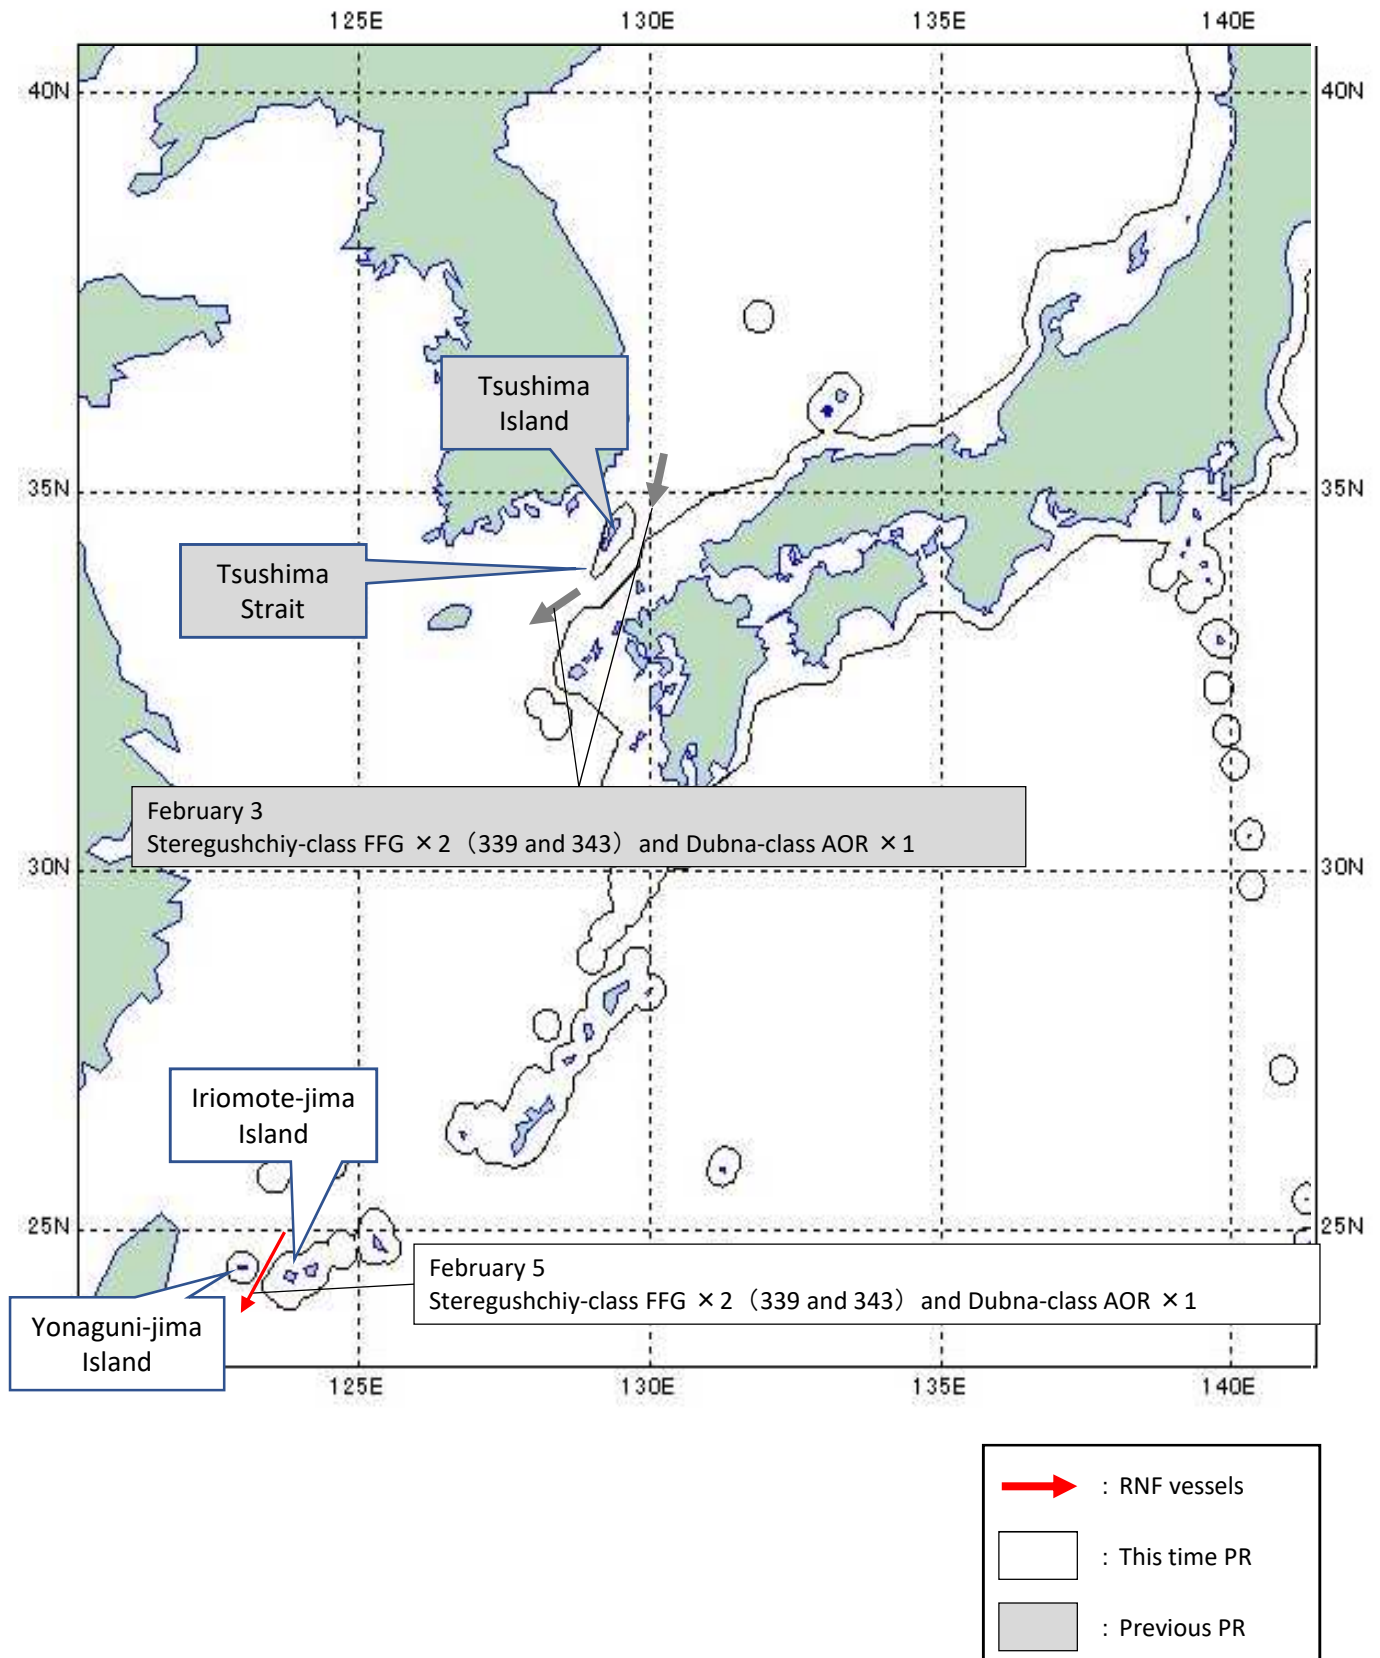 125E 130E 135E 140E
40N 40N
Tsushima
Island
35N 35N
Tsushima
Strait
February 3
Steregushchiy-class FFG ×2（339 and 343）and Dubna-class AOR ×1
30N 30N
Iriomote-jima
Island
25N 25N
February 5
Steregushchiy-class FFG ×2（339 and 343）and Dubna-class AOR ×1
Yonaguni-jima
Island
125E 130E 135E 140E
: RNF vessels
: This time PR
: Previous PR